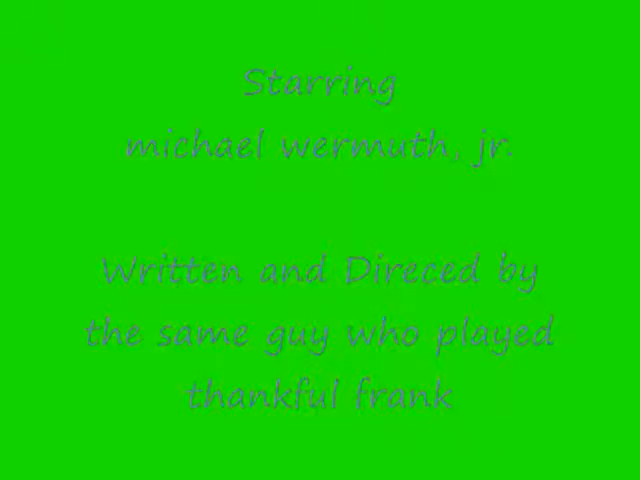 Starring
michael wermuth, jr.
Written and Direced by
the same guy who played
thankful frank